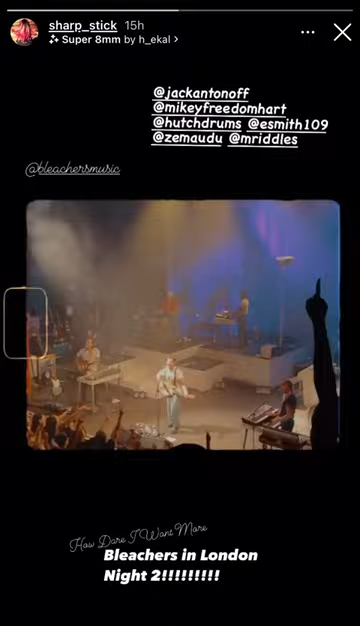 sharp_stick 15h
Super 8mm by h_ekal >
@jackantonoff
@mikeyfreedomhart
@hutchdrums @esmith109
@zemaudu @mriddles
@bleachersmusic
How Dare I Want More
Bleachers in London
Night 2!!!!!!!!!